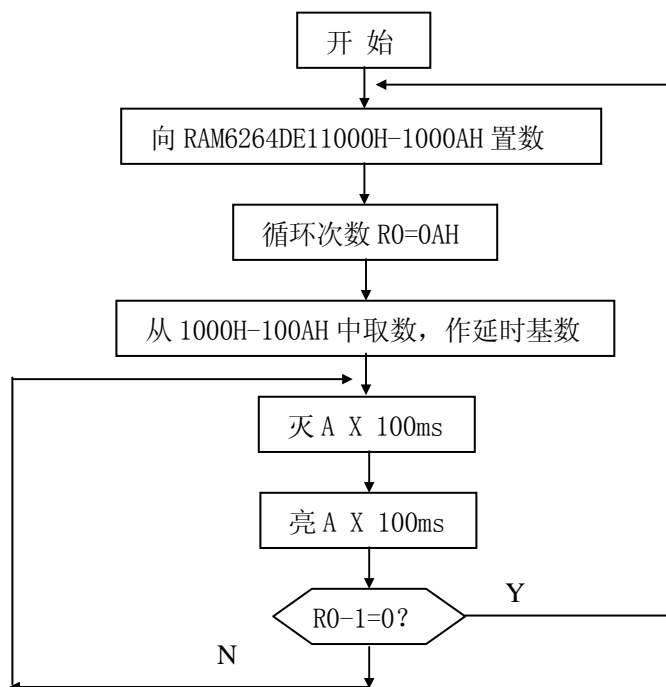 开 始
向 RAM6264DE11000H-1000AH 置数
循环次数 R0=0AH
从 1000H-100AH 中取数，作延时基数
灭 A X 100ms
亮 A X 100ms
R0-1=0?
Y
N